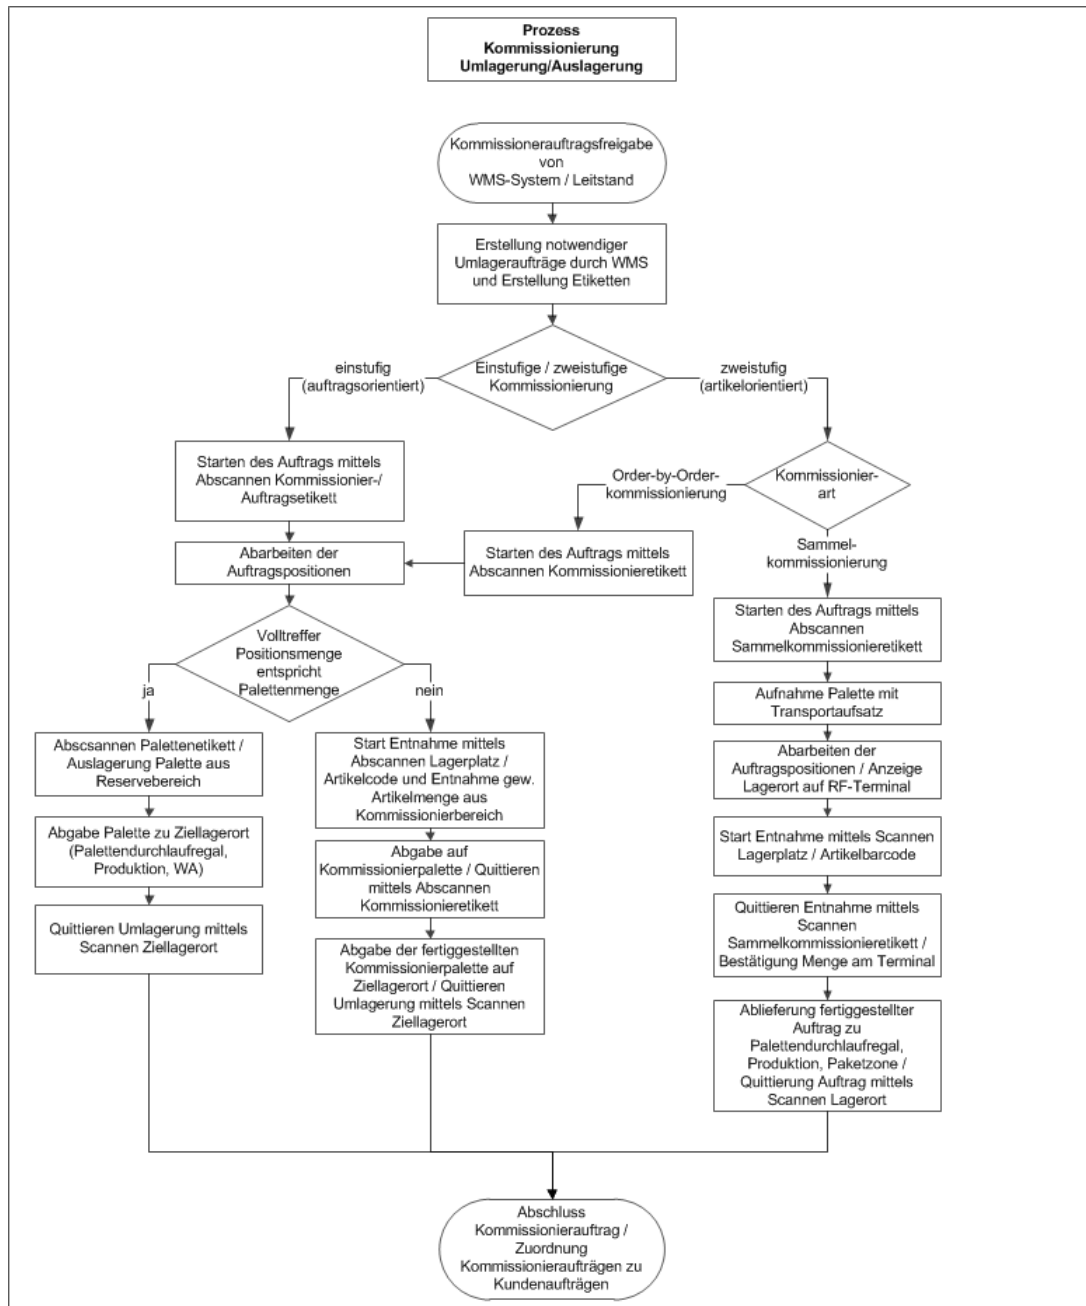 Prozess
Kommissionierung
Umlagerung/Auslagerung
Kommissionerauftragsfreigabe
von
WMS-System / Leitstand
Erstellung notwendiger
Umlageraufträge durch WMS
und Erstellung Etiketten
Einstufige / zweistufige
Kommissionierung
einstufig
(auftragsorientiert)
zweistufig
(artikelorientiert)
Starten des Auftrags mittels
Abscannen Kommissionier-/
Auftragsetikett
Order-by-Order-
kommissionierung
Kommissionier-
art
Abarbeiten der
Auftragspositionen
Starten des Auftrags mittels
Abscannen Kommissionieretikett
Sammel-
kommissionierung
Volltreffer
Positionsmenge
entspricht
Palettenmenge
ja
nein
Starten des Auftrags mittels
Abscannen
Sammelkommissionieretikett
Aufnahme Palette mit
Transportaufsatz
Abscsannen Palettenetikett /
Auslagerung Palette aus
Reservebereich
Start Entnahme mittels
Abscannen Lagerplatz /
Artikelcode und Entnahme gew.
Artikelmenge aus
Kommissionierbereich
Abarbeiten der
Auftragspositionen / Anzeige
Lagerort auf RF-Terminal
Abgabe Palette zu Ziellagerort
(Palettendurchlaufregal,
Produktion, WA)
Abgabe auf
Kommissionierpalette / Quittieren
mittels Abscannen
Kommissionieretikett
Start Entnahme mittels Scannen
Lagerplatz / Artikelbarcode
Quittieren Umlagerung mittels
Scannen Ziellagerort
Abgabe der fertiggestellten
Kommissionierpalette auf
Ziellagerort / Quittieren
Umlagerung mittels Scannen
Ziellagerort
Quittieren Entnahme mittels
Scannen
Sammelkommissionieretikett /
Bestätigung Menge am Terminal
Ablieferung fertiggestellter
Auftrag zu
Palettendurchlaufregal,
Produktion, Paketzone /
Quittierung Auftrag mittels
Scannen Lagerort
Abschluss
Kommissionierauftrag /
Zuordnung
Kommissionieraufträgen zu
Kundenaufträgen